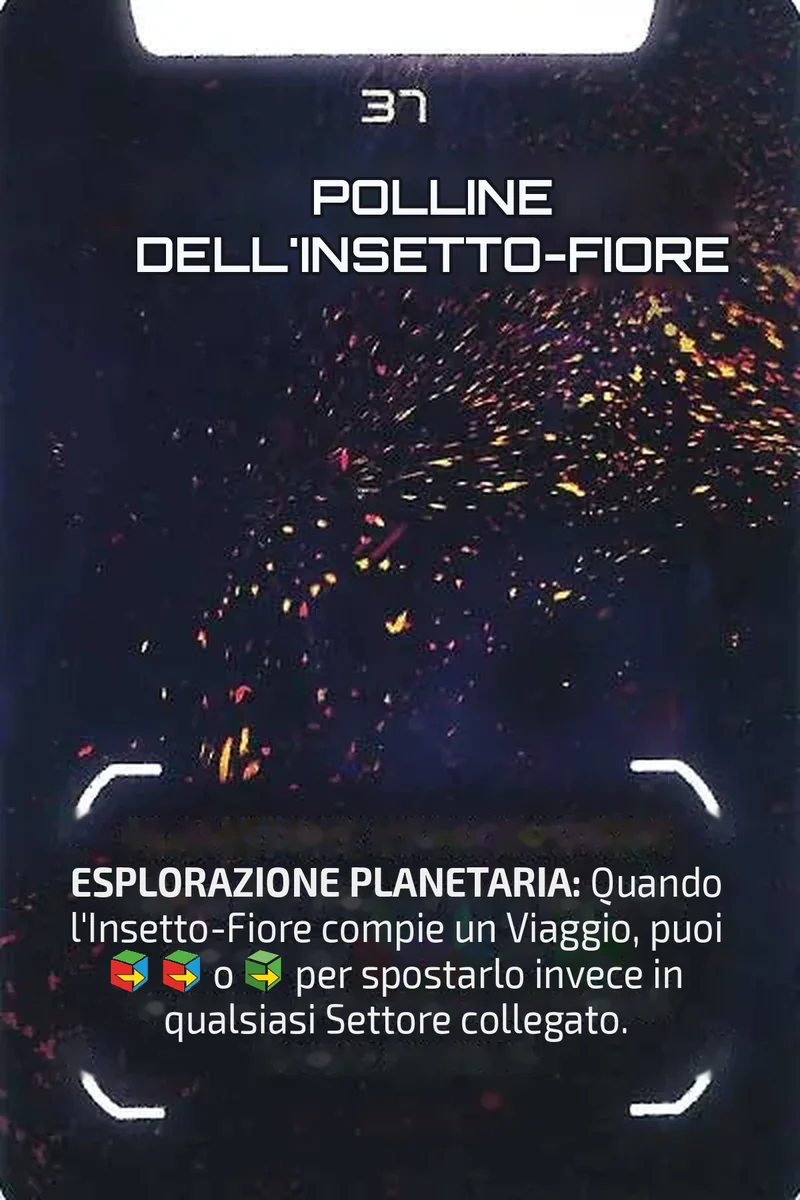 37
POLLINE
DELL'INSETTO-FIORE
ESPLORAZIONE PLANETARIA: Quando
l'Insetto-Fiore compie un Viaggio, puoi
o per spostarlo invece in
qualsiasi Settore collegato.